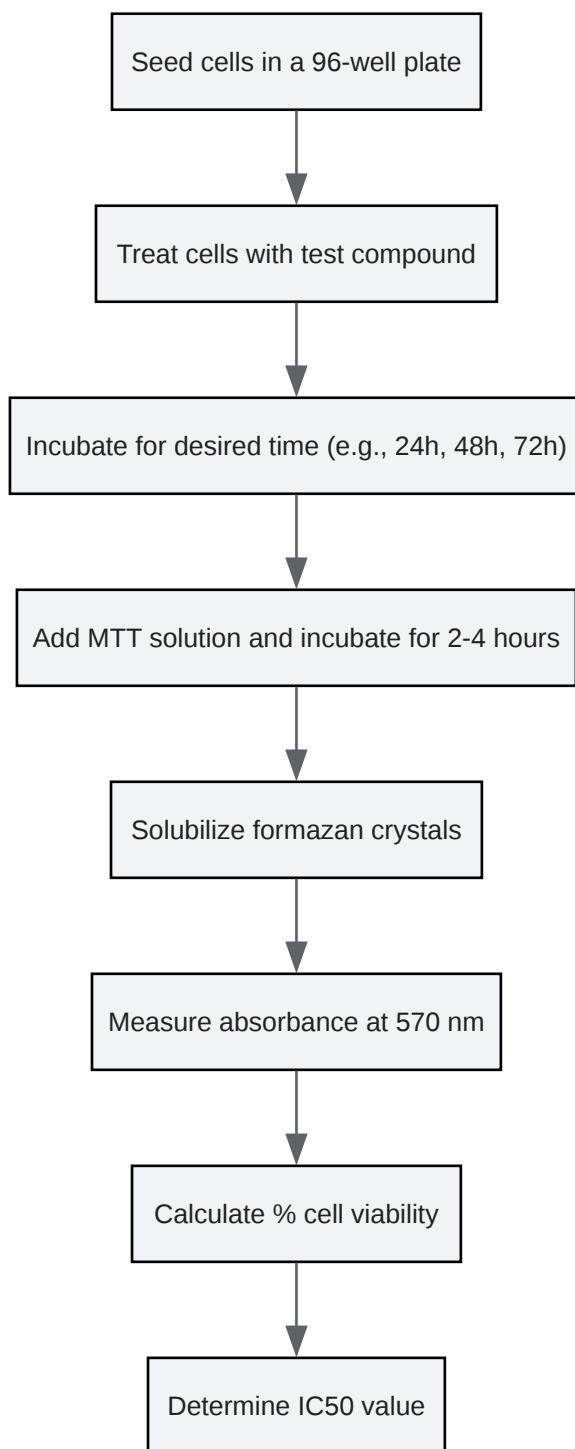 Seed cells in a 96-well plate
Treat cells with test compound
Incubate for desired time (e.g., 24h, 48h, 72h)
Add MTT solution and incubate for 2-4 hours
Solubilize formazan crystals
Measure absorbance at 570 nm
Calculate % cell viability
Determine IC50 value